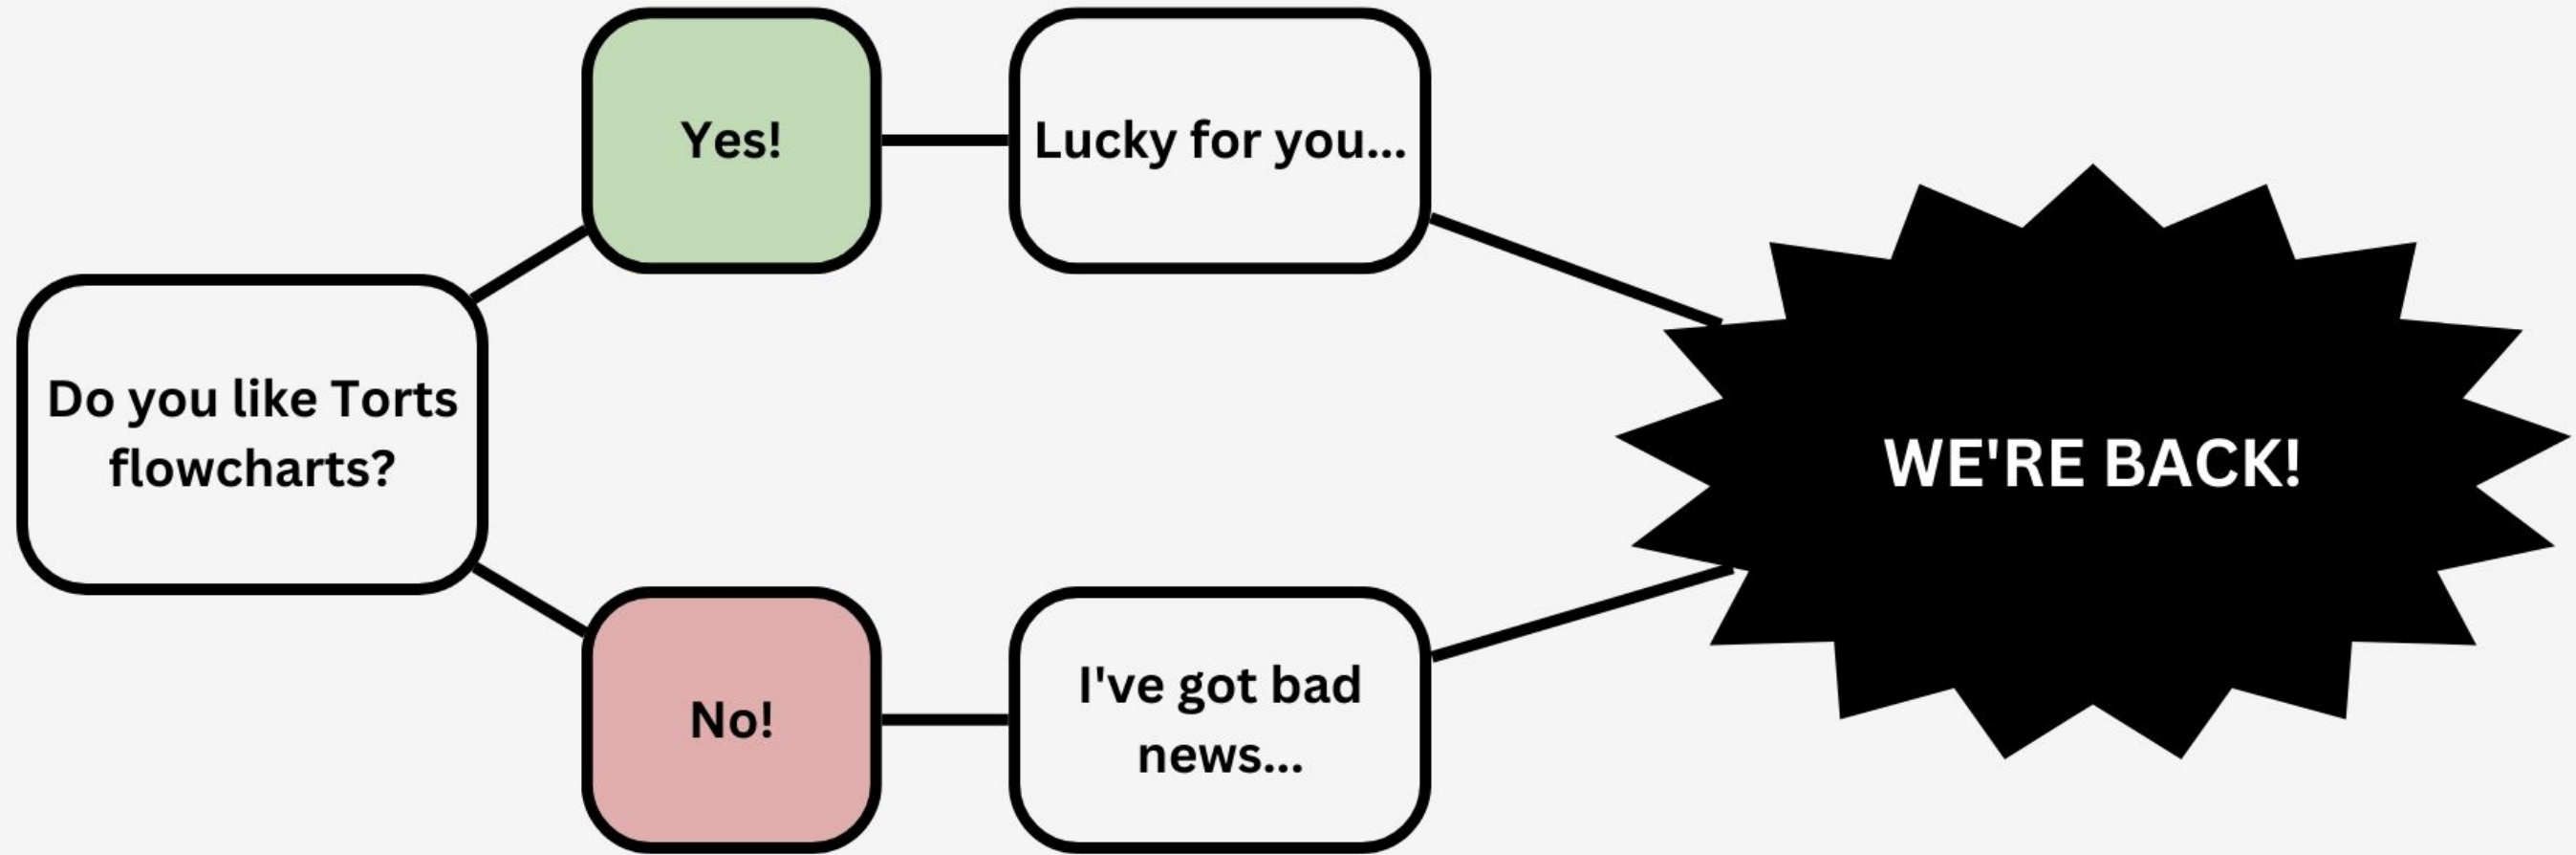 Do you like Torts
flowcharts?
Yes!
Lucky for you...
No!
I've got bad
news...
WE'RE BACK!